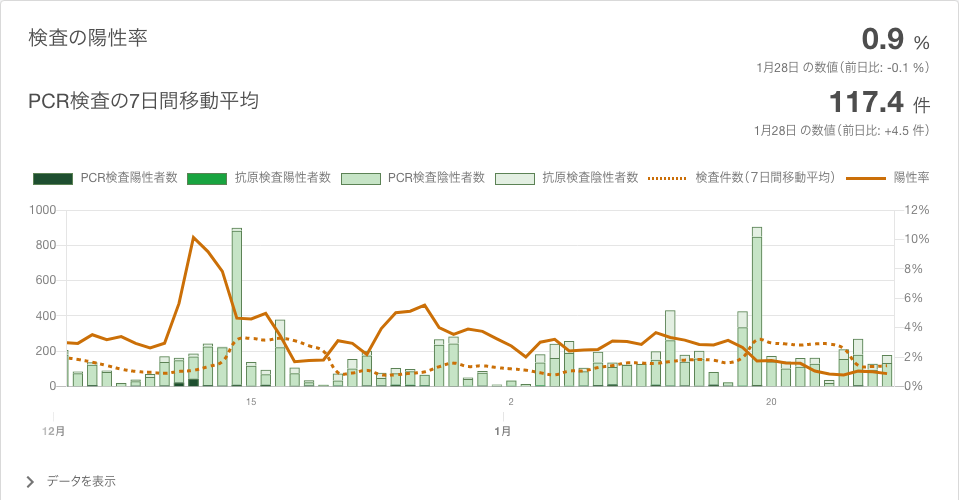 検査の陽性率
0.9 %
1月28日 の数値（前日比: -0.1 %）
PCR検査の7日間移動平均
117.4 件
1月28日 の数値（前日比: +4.5 件）
PCR検査陽性者数 抗原検査陽性者数 PCR検査陰性者数 抗原検査陰性者数 検査件数（7日間移動平均） 陽性率
1000 12%
800 10%
600 8%
400 6%
200 4%
0 2%
0%
15 2 20
12月 1月
データを表示